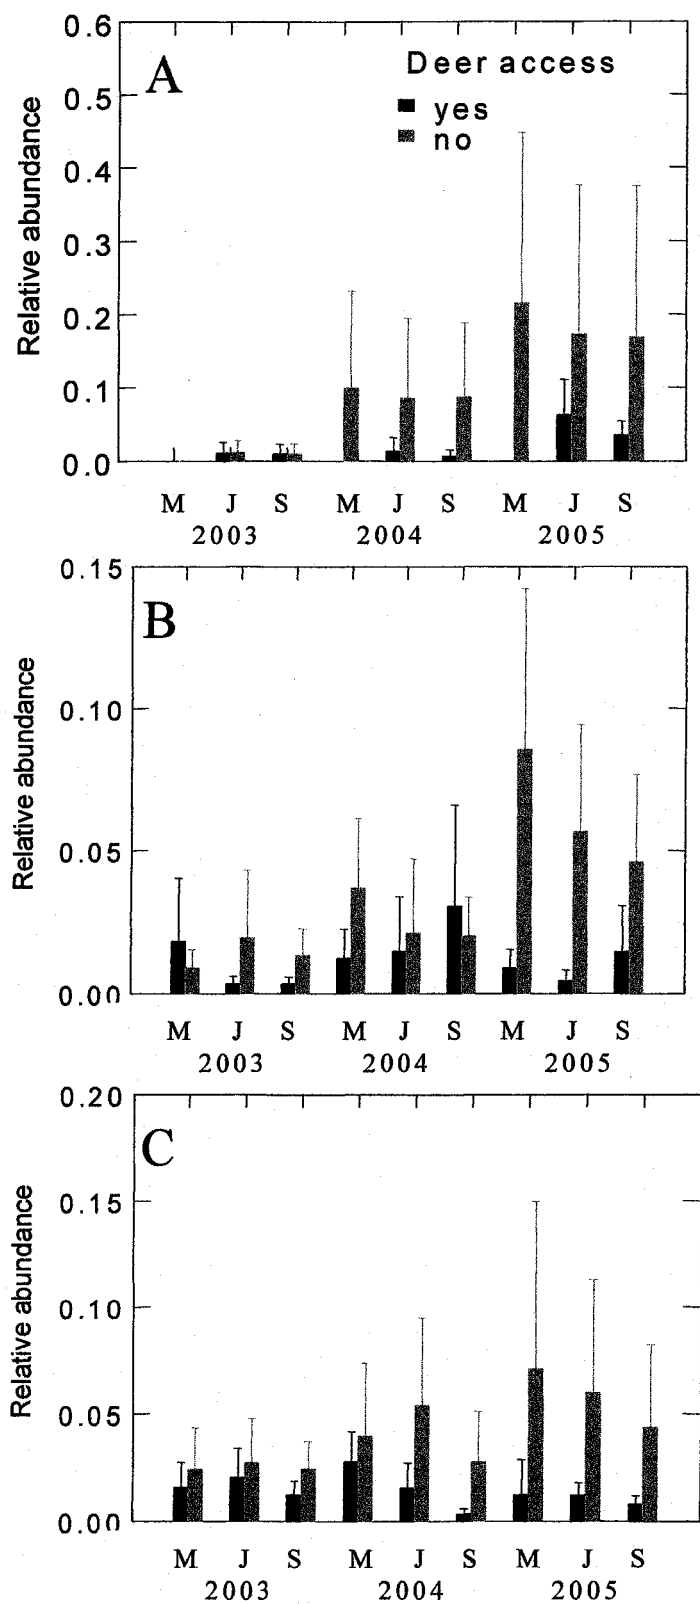 0.6
A
Deer access
yes
no
0.5
0.4
0.3
0.2
0.1
0.0
Relative abundance
M J S M J S M J S
2003 2004 2005
0.15
B
0.10
0.05
0.00
Relative abundance
M J S M J S M J S
2003 2004 2005
0.20
C
0.15
0.10
0.05
0.00
Relative abundance
M J S M J S M J S
2003 2004 2005